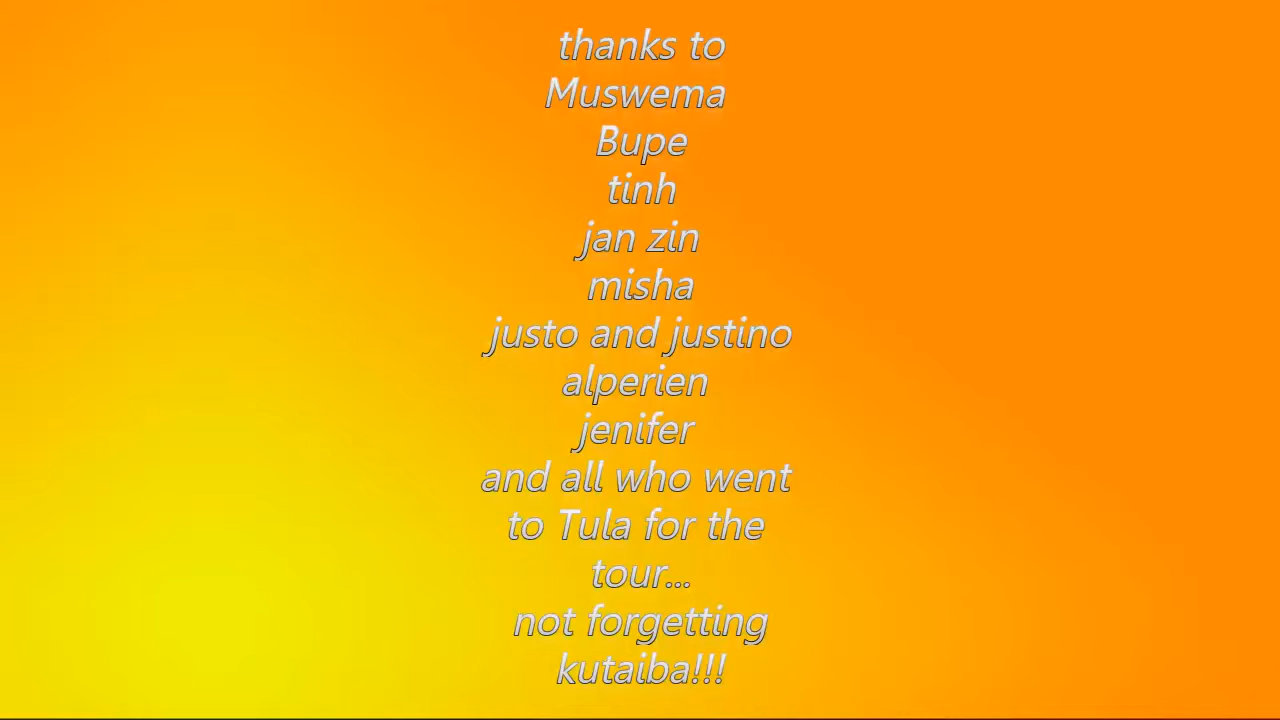 thanks to
Muswema
Bupe
tinh
jan zin
misha
justo and justino
alperien
jenifer
and all who went
to Tula for the
tour...
not forgetting
kutaiba!!!